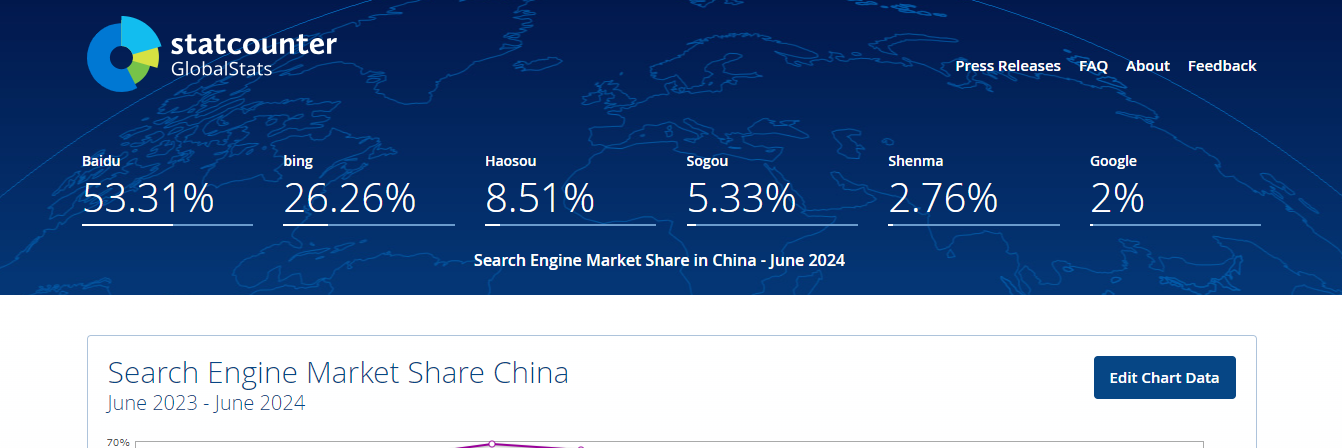 statcounter
GlobalStats
Press Releases FAQ About Feedback
Baidu bing Haosou Sogou Shenma Google
53.31% 26.26% 8.51% 5.33% 2.76% 2%
Search Engine Market Share in China - June 2024
Search Engine Market Share China
June 2023 - June 2024
Edit Chart Data
70%